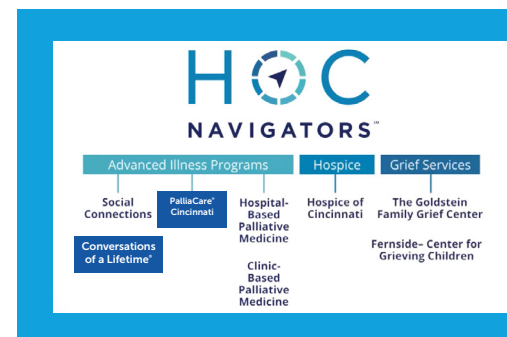 HOC
NAVIGATORS℠
Advanced Illness Programs
Hospice
Grief Services
Social
Connections
Conversations
of a Lifetime®
PalliaCare®
Cincinnati
Hospital-
Based
Palliative
Medicine
Clinic-
Based
Palliative
Medicine
Hospice of
Cincinnati
The Goldstein
Family Grief Center
Fernside– Center for
Grieving Children